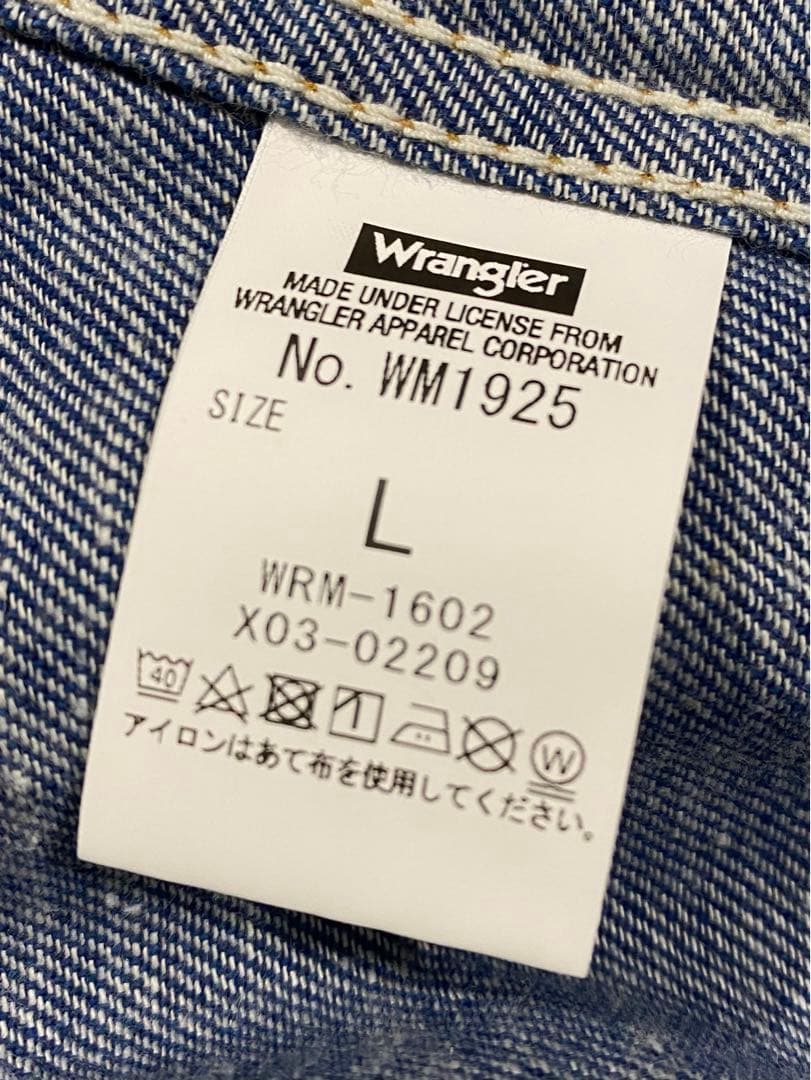 Wrangler
MADE UNDER LICENSE FROM
WRANGLER APPAREL CORPORATION
No. WM1925
SIZE
L
WRM-1602
X03-02209
40
W
アイロンはあて布を使用してください。